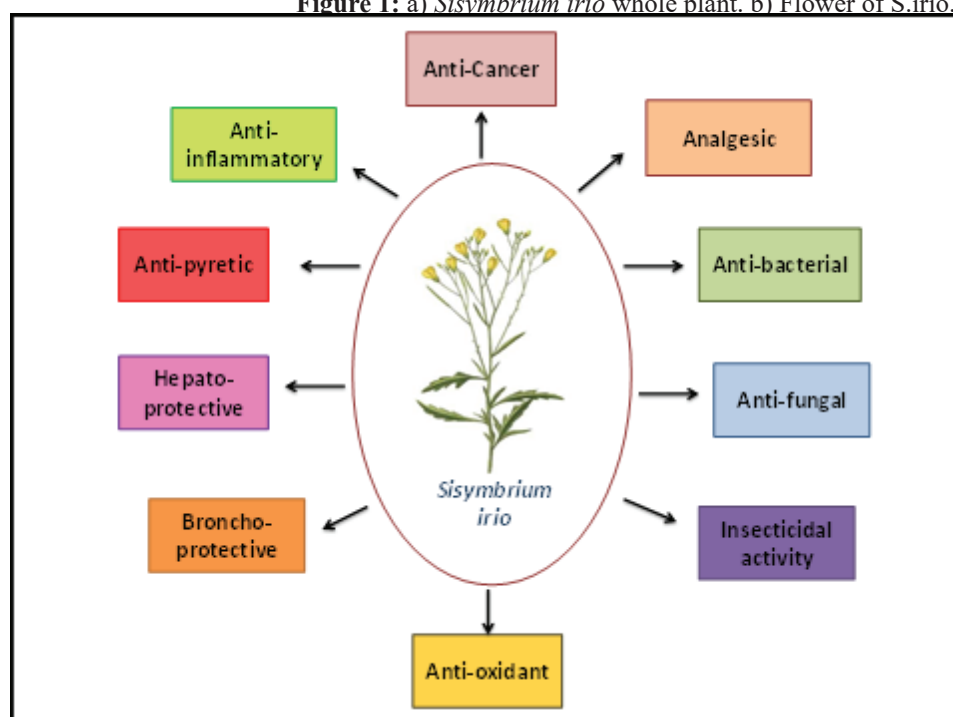 Figure 1: a) Sisymbrium irio whole plant. b) Flower of S.irio.
Anti-Cancer
Anti-
inflammatory
Analgesic
Anti-pyretic
Anti-bacterial
Hepato-
protective
Anti-fungal
Sisymbrium
irio
Broncho-
protective
Insecticidal
activity
Anti-oxidant